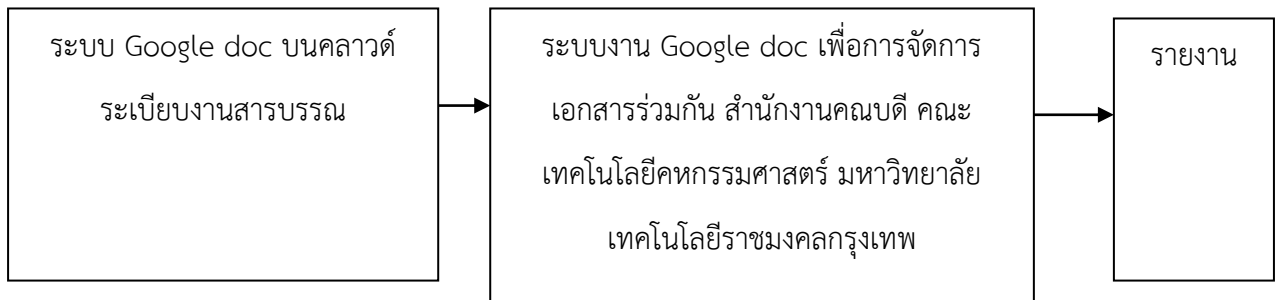 ระบบ Google doc บนคลาวด์
ระเบียบงานสารบรรณ
ระบบงาน Google doc เพื่อการจัดการ
เอกสารร่วมกัน สำนักงานคณบดี คณะ
เทคโนโลยีคหกรรมศาสตร์ มหาวิทยาลัย
เทคโนโลยีราชมงคลกรุงเทพ
รายงาน